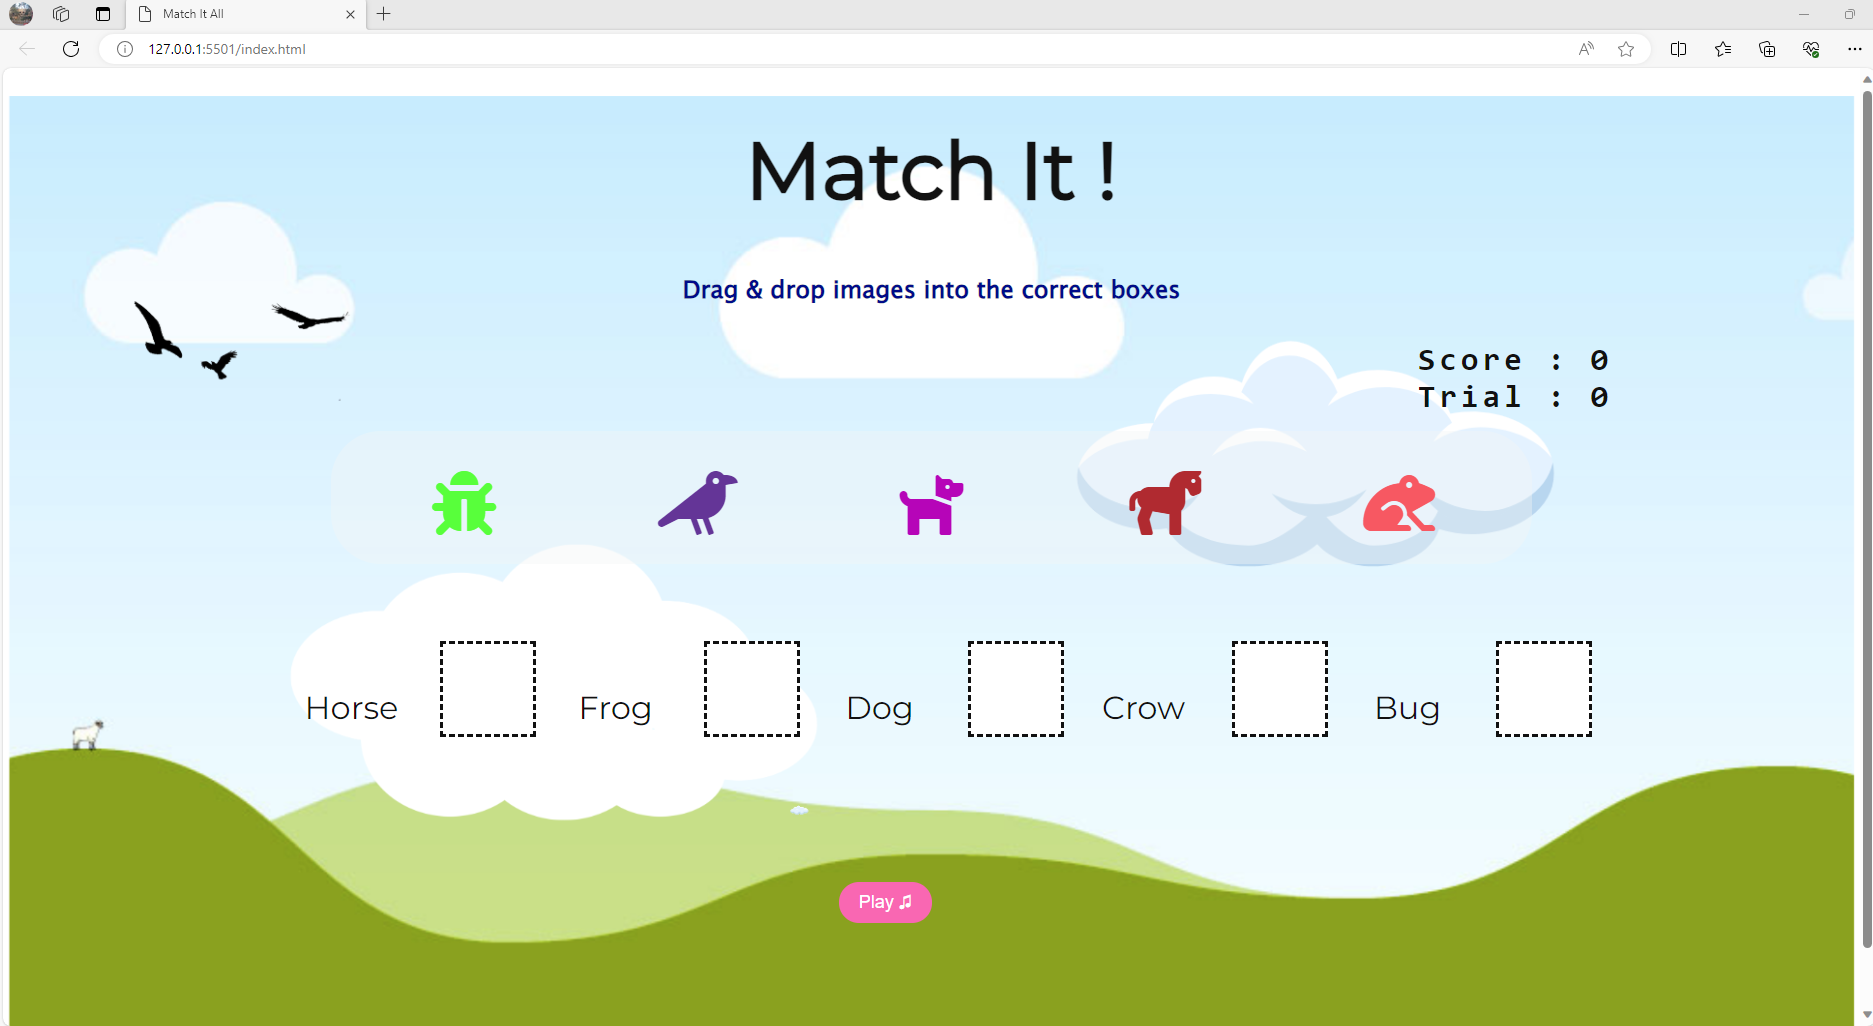 Match It All
127.0.0.1:5501/index.html
Match It !
Drag & drop images into the correct boxes
Score : 0
Trial : 0
Horse
Frog
Dog
Crow
Bug
Play ♫